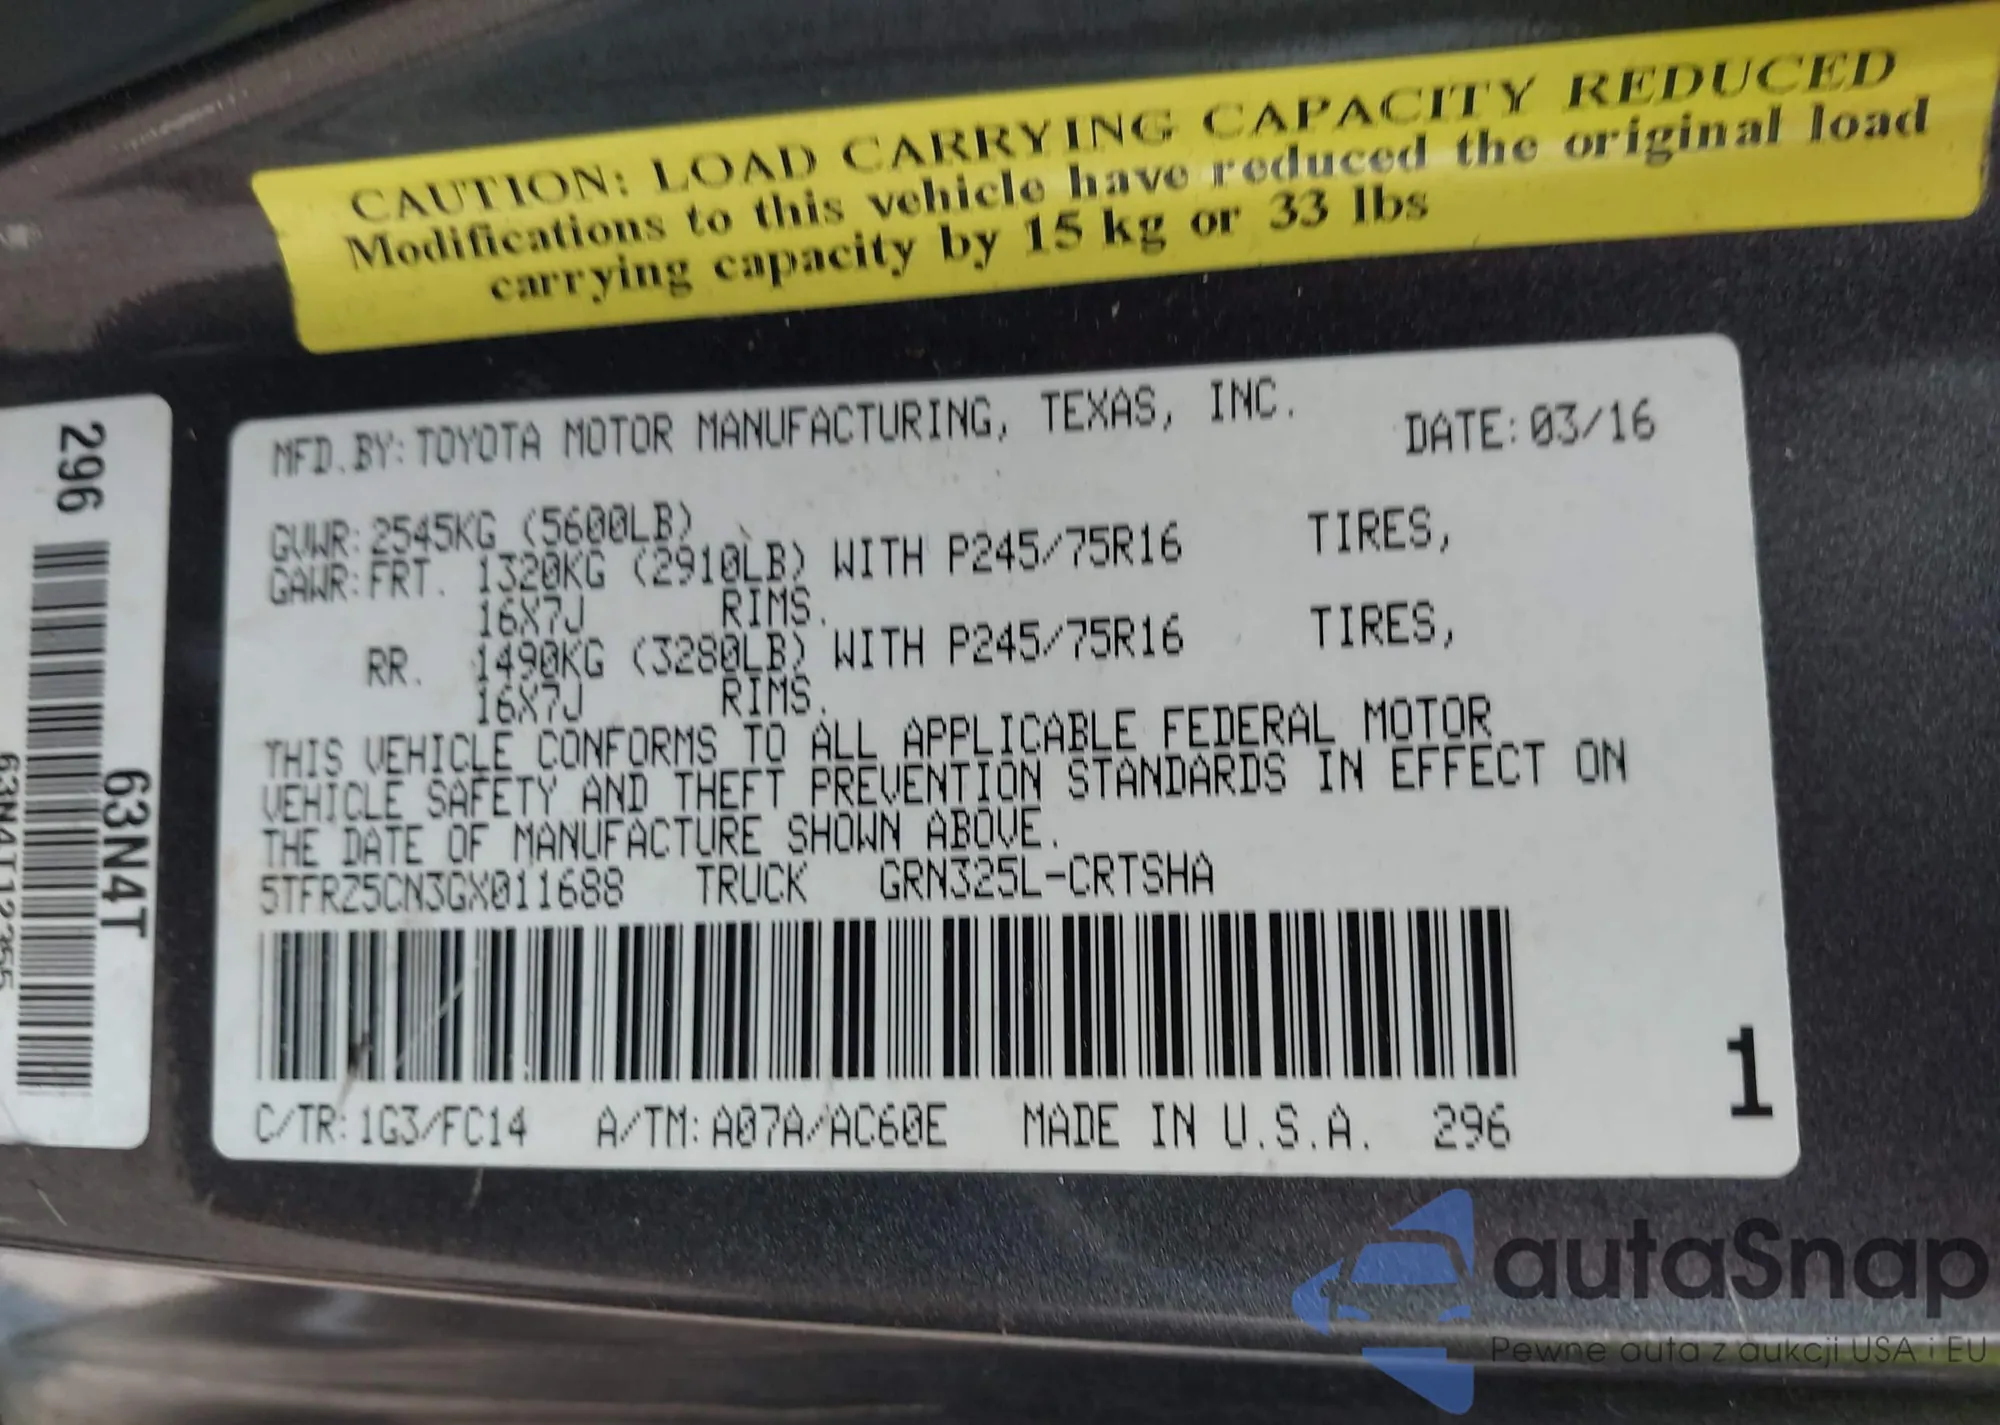 CAUTION: LOAD CARRYING CAPACITY REDUCED
Modifications to this vehicle have reduced the original load
carrying capacity by 15 kg or 33 lbs
MFD.BY: TOYOTA MOTOR MANUFACTURING, TEXAS, INC. DATE: 03/16
GVWR: 2545KG (5600LB)
GAWR: FRT. 1320KG (2910LB) WITH P245/75R16 TIRES,
16X7J RIMS.
RR. 1490KG (3280LB) WITH P245/75R16 TIRES,
16X7J RIMS.
THIS VEHICLE CONFORMS TO ALL APPLICABLE FEDERAL MOTOR
VEHICLE SAFETY AND THEFT PREVENTION STANDARDS IN EFFECT ON
THE DATE OF MANUFACTURE SHOWN ABOVE.
5TFRZ5CN3GX011688 TRUCK GRN325L-CRTSHA
C/TR: 1G3/FC14 A/TM: A07A/AC60E MADE IN U.S.A. 296
1
296
63N4T
63N4T12355
autaSnap
Pewne auta z aukcji USA i EU